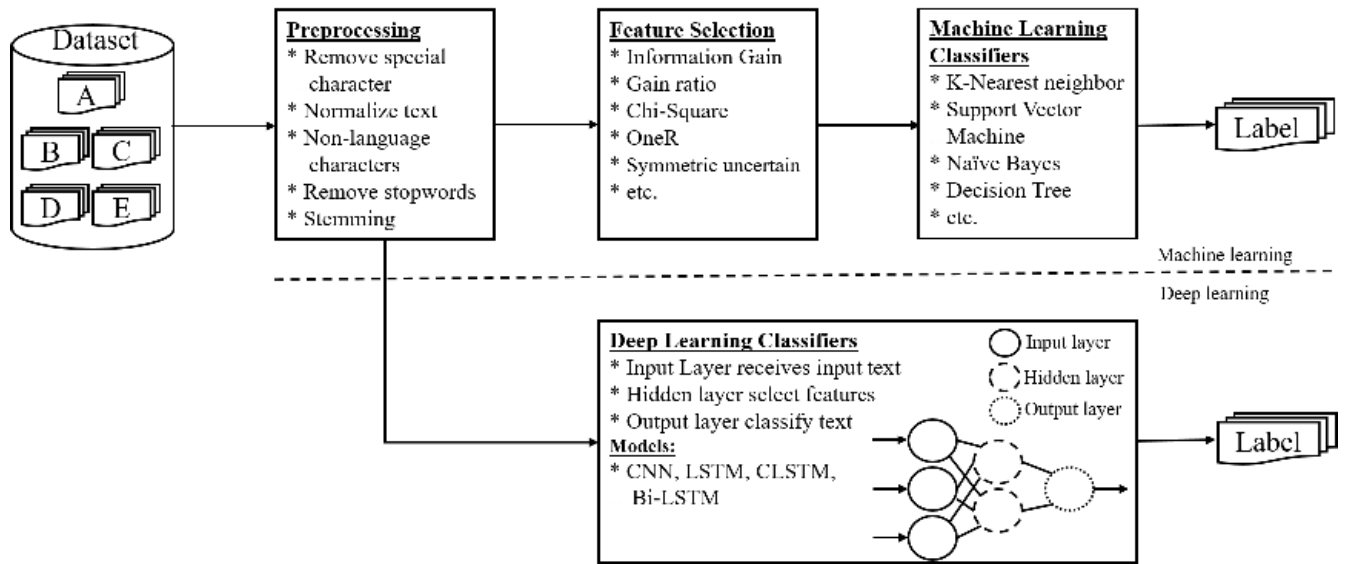 Dataset
A
B
C
D
E
Preprocessing
* Remove special
character
* Normalize text
* Non-language
characters
* Remove stopwords
* Stemming
Feature Selection
* Information Gain
* Gain ratio
* Chi-Square
* OneR
* Symmetric uncertain
* etc.
Machine Learning
Classifiers
* K-Nearest neighbor
* Support Vector
Machine
* Naïve Bayes
* Decision Tree
* etc.
Label
Machine learning
Deep learning
Deep Learning Classifiers
* Input Layer receives input text
* Hidden layer select features
* Output layer classify text
Models:
* CNN, LSTM, CLSTM,
Bi-LSTM
Input layer
Hidden layer
Output layer
Label